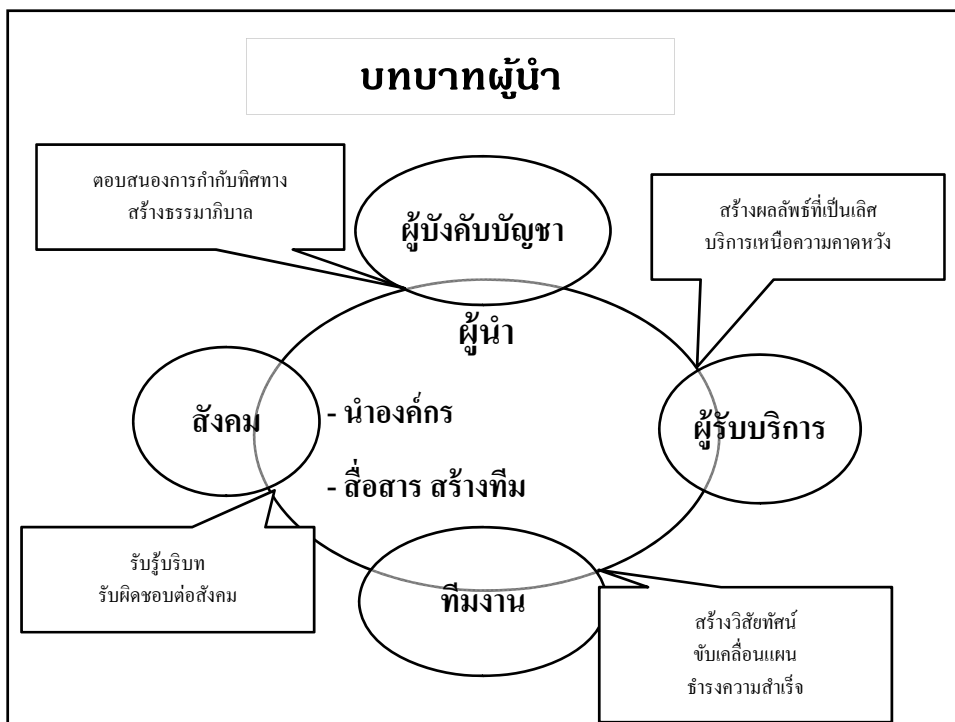 บทบาทผู้นำ
ตอบสนองการกำกับทิศทาง
สร้างธรรมาภิบาล
ผู้บังคับบัญชา
สร้างผลลัพธ์ที่เป็นเลิศ
บริการเหนือความคาดหวัง
ผู้นำ
สังคม
- นำองค์กร
ผู้รับบริการ
- สื่อสาร สร้างทีม
รับรู้บริบท
รับผิดชอบต่อสังคม
ทีมงาน
สร้างวิสัยทัศน์
ขับเคลื่อนแผน
ธำรงความสำเร็จ